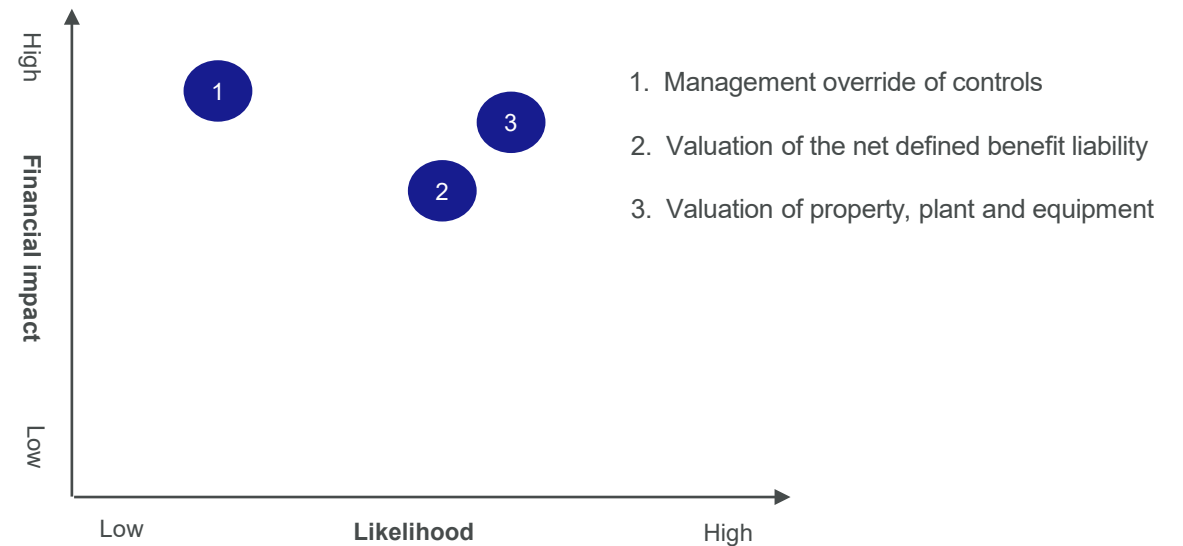 High
Financial impact
Low
1
3
2
1. Management override of controls
2. Valuation of the net defined benefit liability
3. Valuation of property, plant and equipment
Low
Likelihood
High